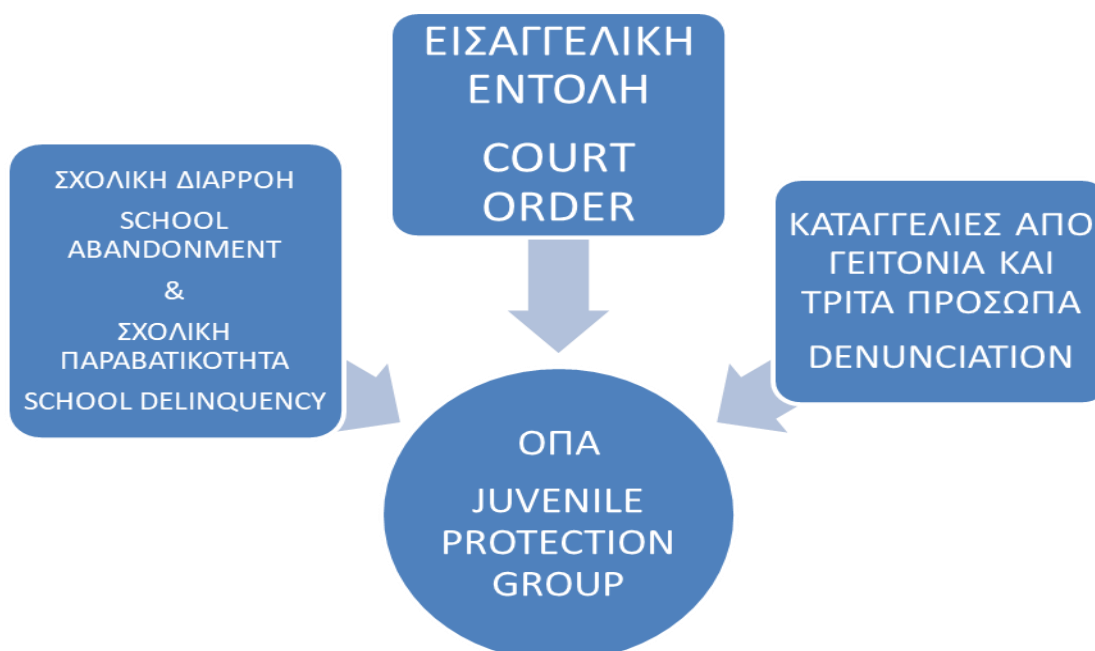 ΕΙΣΑΓΓΕΛΙΚΗ
ΕΝΤΟΛΗ
COURT
ORDER
ΣΧΟΛΙΚΗ ΔΙΑΡΡΟΗ
SCHOOL
ABANDONMENT
&
ΣΧΟΛΙΚΗ
ΠΑΡΑΒΑΤΙΚΟΤΗΤΑ
SCHOOL DELINQUENCY
ΚΑΤΑΓΓΕΛΙΕΣ ΑΠΟ
ΓΕΙΤΟΝΙΑ ΚΑΙ
ΤΡΙΤΑ ΠΡΟΣΩΠΑ
DENUNCIATION
ΟΠΑ
JUVENILE
PROTECTION
GROUP